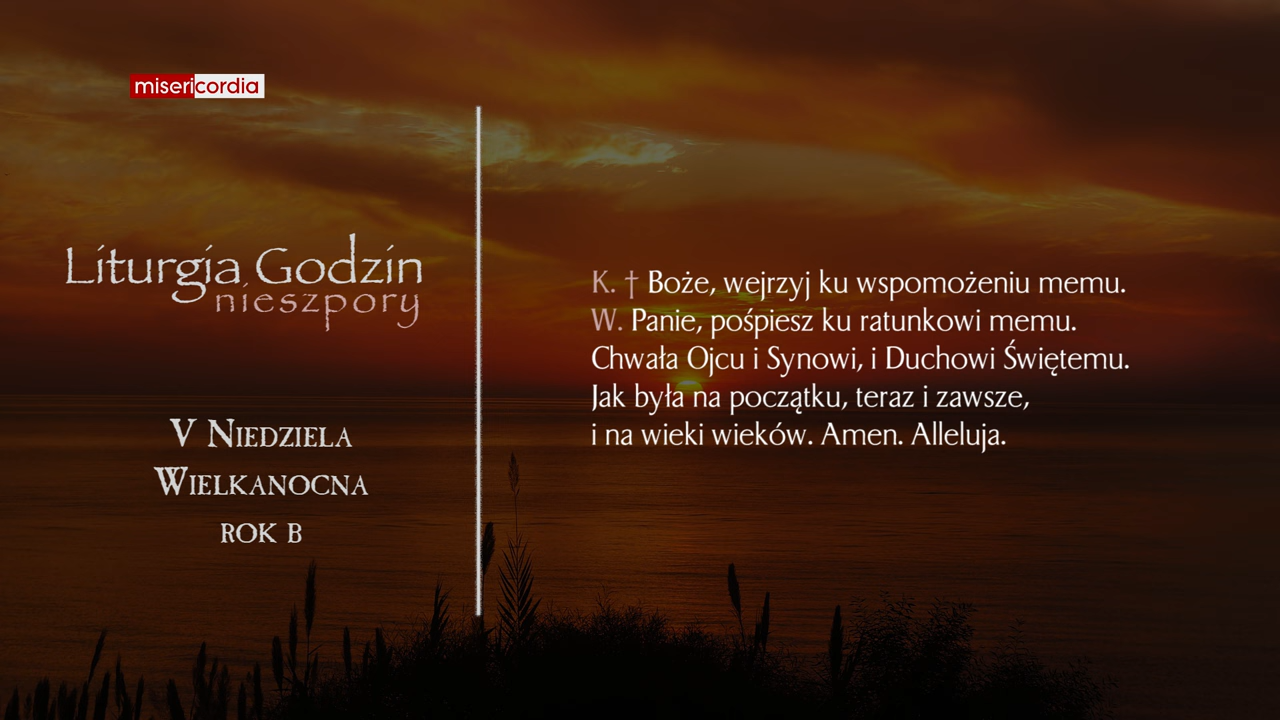 misericordia
Liturgia Godzin
nieszpory
V Niedziela
Wielkanocna
rok B
K. † Boże, wejrzyj ku wspomożeniu memu.
W. Panie, pośpiesz ku ratunkowi memu.
Chwała Ojcu i Synowi, i Duchowi Świętemu.
Jak była na początku, teraz i zawsze,
i na wieki wieków. Amen. Alleluja.